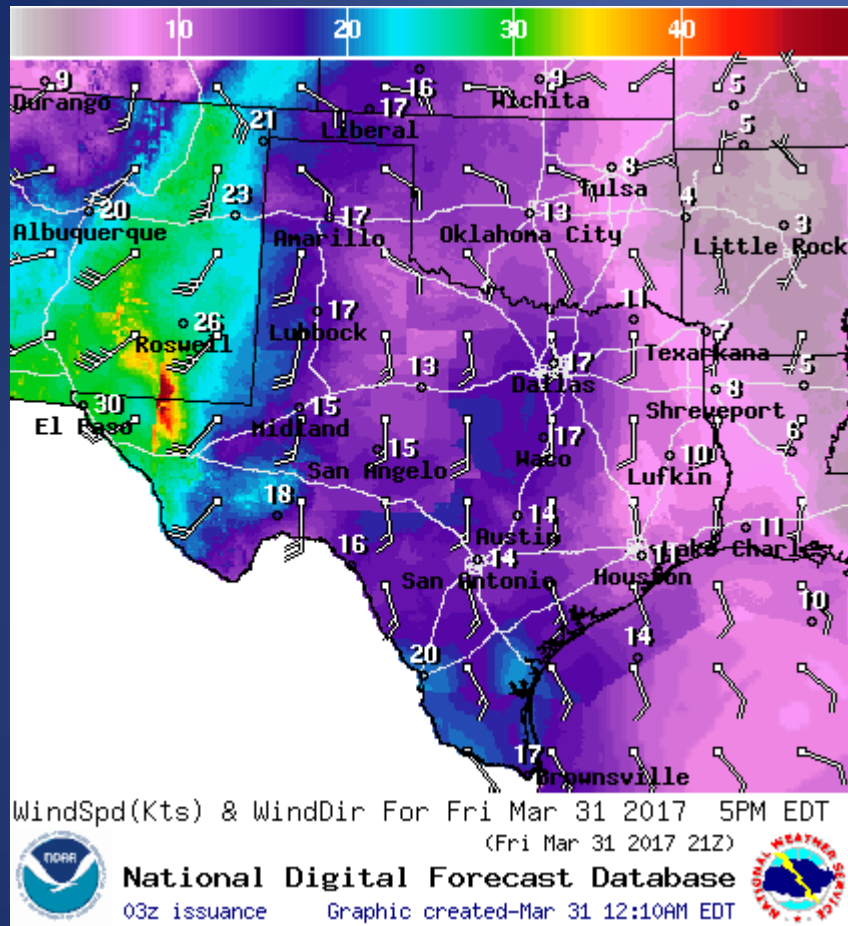 10 20 30 40
9 16 9 5
Durango Wichita
17
Liberal
21 5
8
Tulsa
20 23 17 13 4 3
Albuquerque Amarillo Oklahoma City Little Rock
26 17 11
Roswell Lubbock 7
Texarkana
17
Dallas
13 8 5
30 15 Shreveport
El Paso Midland
15 17 10 6
San Angelo Waco Lufkin
18 14 11
Austin Lake Charles
16 14 11
San Antonio Houston
10
14
20
17
Brownsville
WindSpd(Kts) & WindDir For Fri Mar 31 2017 5PM EDT
(Fri Mar 31 2017 21Z)
NOAA
National Digital Forecast Database
03z issuance Graphic created-Mar 31 12:10AM EDT
NATIONAL WEATHER SERVICE